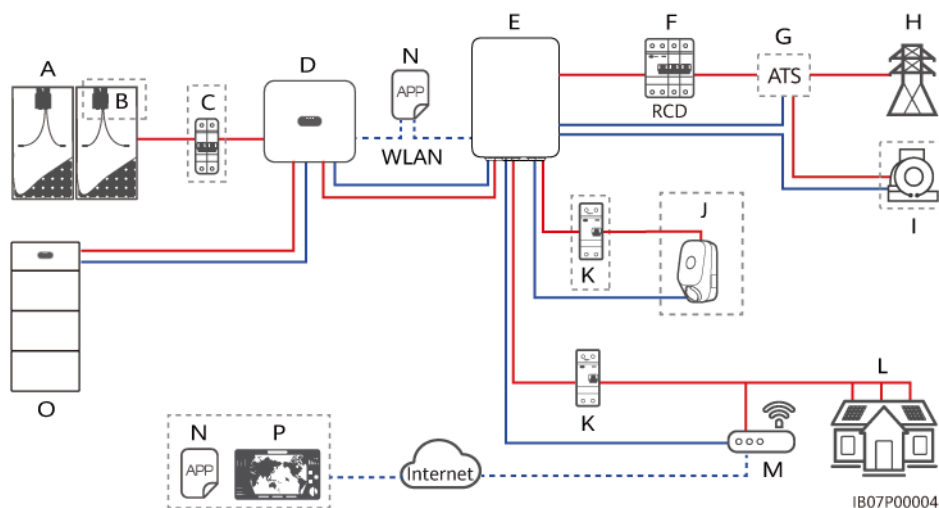 A
B
C
D
N
APP
WLAN
E
F
RCD
G
ATS
H
I
J
K
K
L
M
O
N
APP
P
Internet
IB07P00004